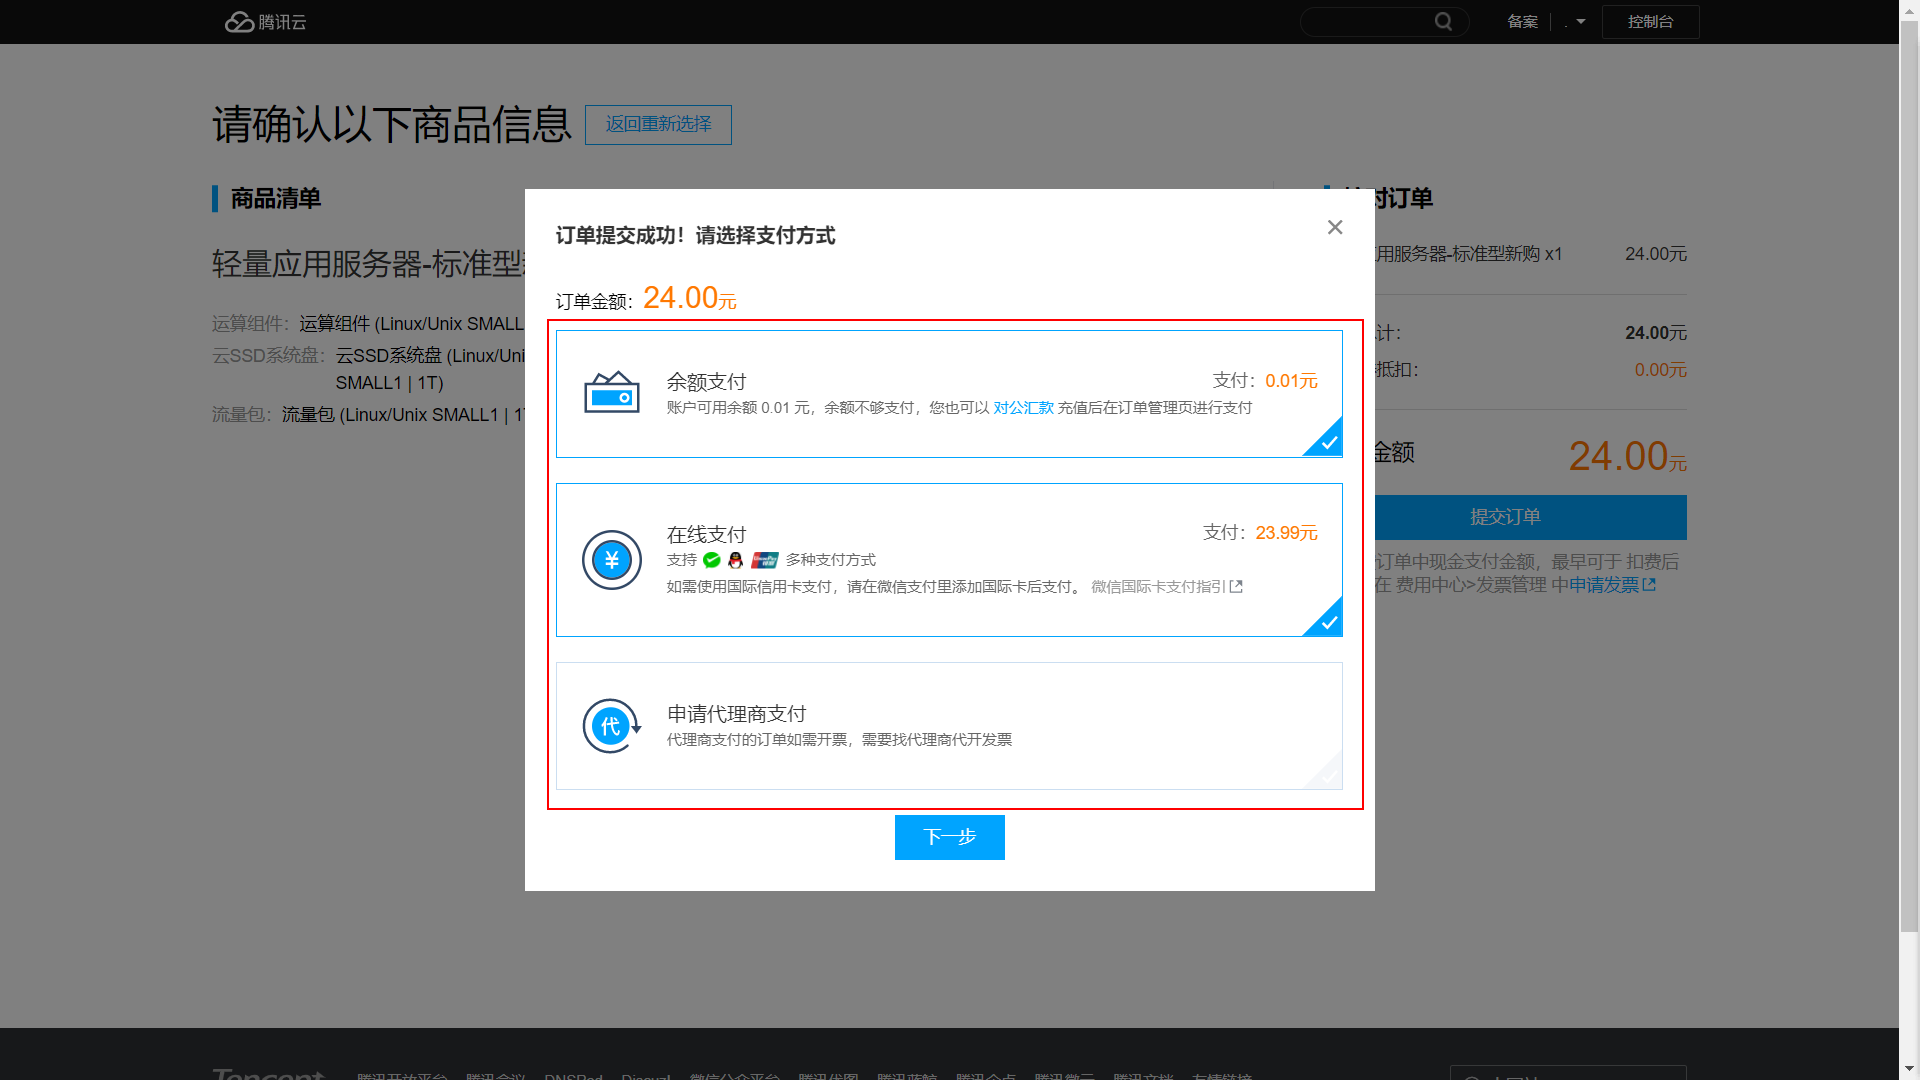 腾讯云
备案
控制台
请确认以下商品信息
返回重新选择
商品清单
对订单
轻量应用服务器-标准型
用服务器-标准型新购 x1
24.00元
运算组件：
运算组件 (Linux/Unix SMALL
云SSD系统盘：
云SSD系统盘 (Linux/Uni
SMALL1 | 1T)
流量包：
流量包 (Linux/Unix SMALL1 | 1T
计：
24.00元
抵扣：
0.00元
金额
24.00元
提交订单
订单中现金支付金额，最早可于 扣费后
在 费用中心>发票管理 中申请发票
订单提交成功！请选择支付方式
订单金额：24.00元
余额支付
支付：0.01元
账户可用余额 0.01 元，余额不够支付，您也可以 对公汇款 充值后在订单管理页进行支付
¥
在线支付
支付：23.99元
支持
多种支付方式
如需使用国际信用卡支付，请在微信支付里添加国际卡后支付。 微信国际卡支付指引
代
申请代理商支付
代理商支付的订单如需开票，需要找代理商代开发票
下一步
Tencent
腾讯开放平台 腾讯会议 DNSPod Discuz! 微信公众平台 腾讯优图 腾讯蓝鲸 腾讯企点 腾讯微云 腾讯文档 友情链接